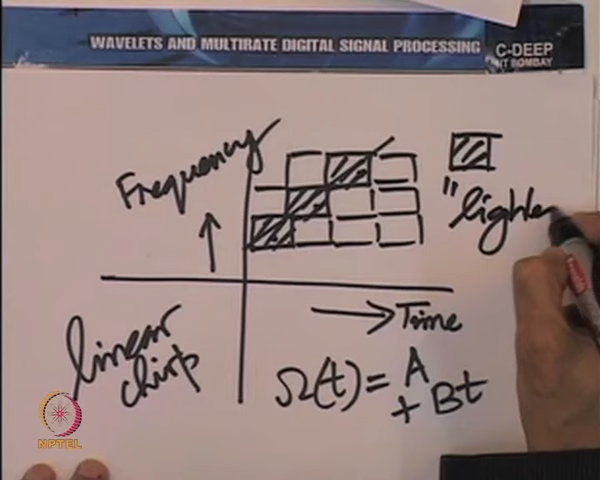 WAVELETS AND MULTIRATE DIGITAL SIGNAL PROCESSING
C-DEEP
IIT BOMBAY
Frequency
"lighte
Time
linear
chirp
Ω(t) = A
+ Bt
NPTEL